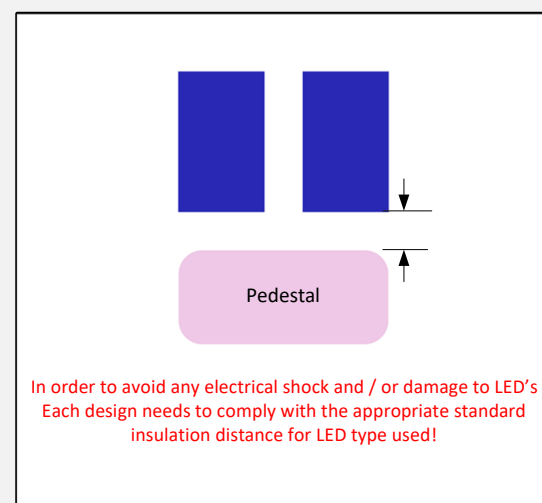 Pedestal
In order to avoid any electrical shock and / or damage to LED's
Each design needs to comply with the appropriate standard
insulation distance for LED type used!